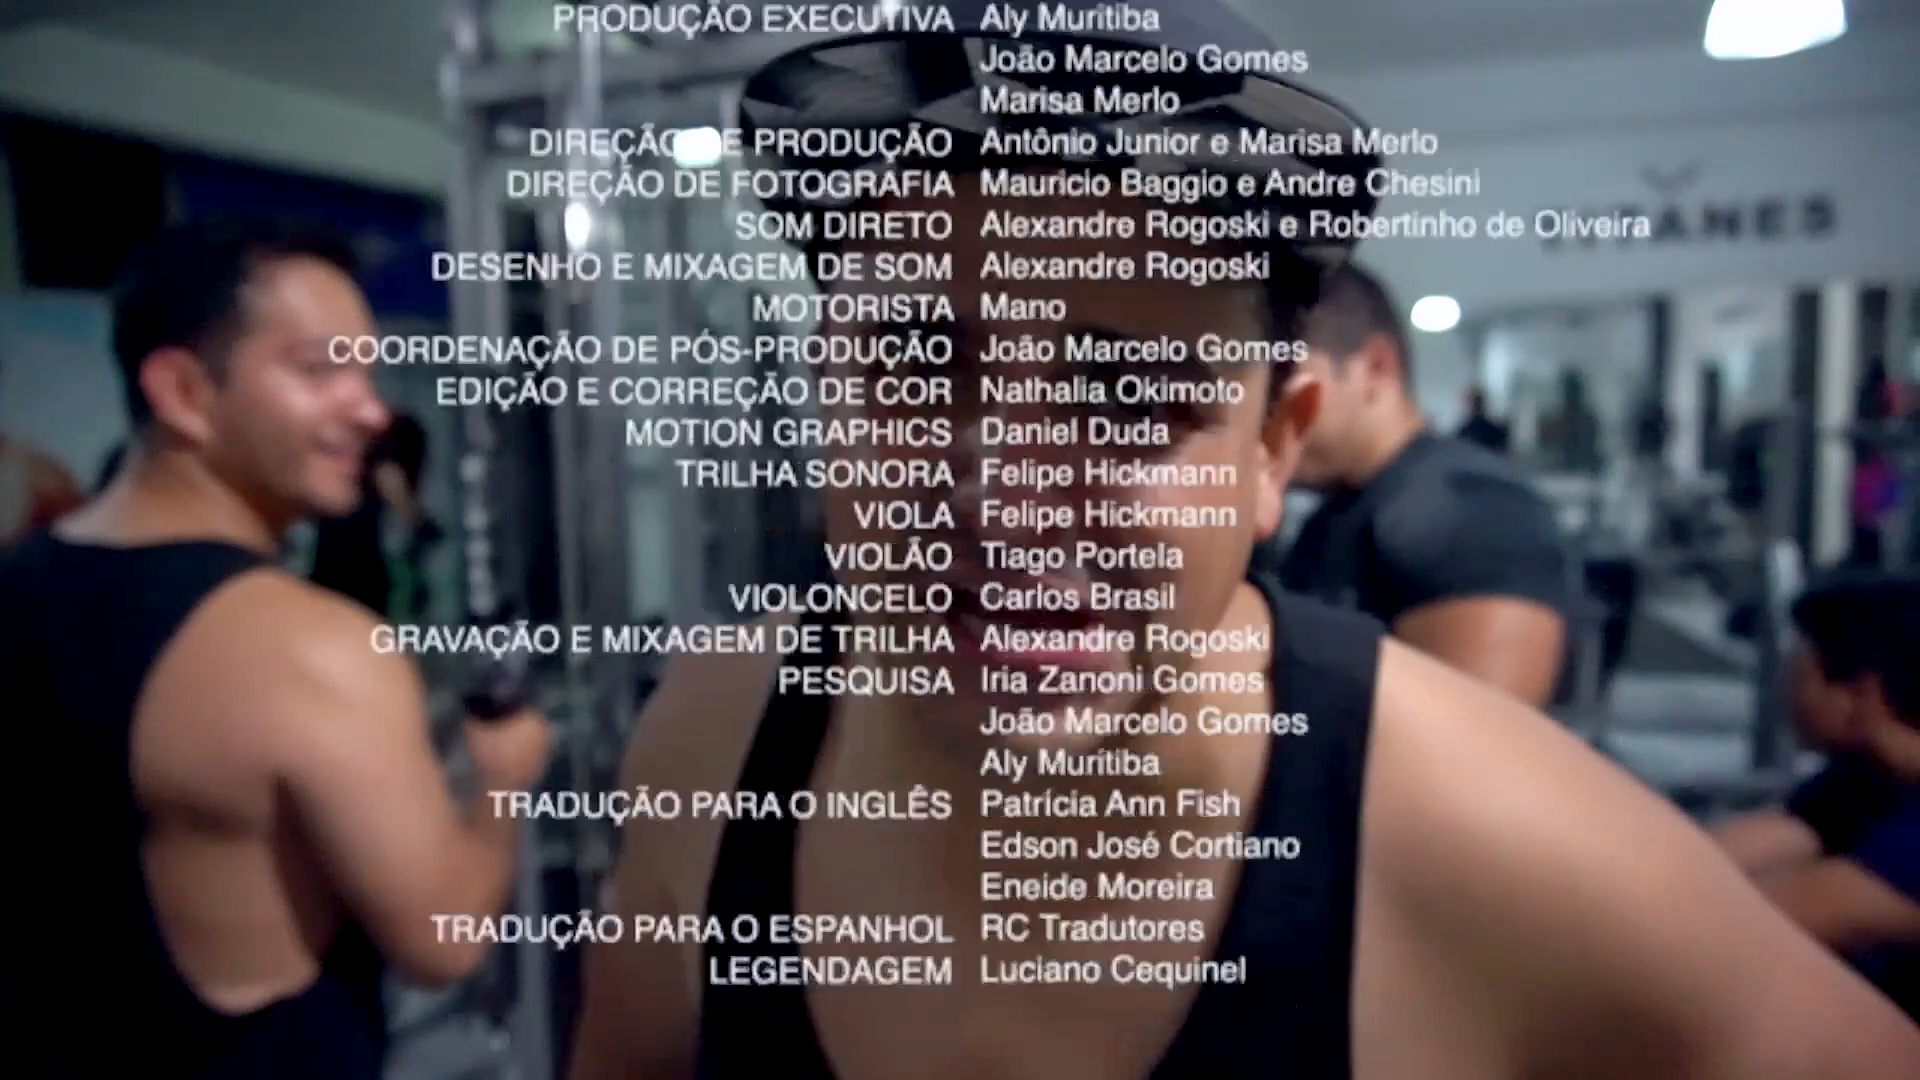 PRODUÇÃO EXECUTIVA Aly Muritiba
João Marcelo Gomes
Marisa Merlo
DIREÇÃO DE PRODUÇÃO Antônio Junior e Marisa Merlo
DIREÇÃO DE FOTOGRAFIA Mauricio Baggio e Andre Chesini
SOM DIRETO Alexandre Rogoski e Robertinho de Oliveira
DESENHO E MIXAGEM DE SOM Alexandre Rogoski
MOTORISTA Mano
COORDENAÇÃO DE PÓS-PRODUÇÃO João Marcelo Gomes
EDIÇÃO E CORREÇÃO DE COR Nathalia Okimoto
MOTION GRAPHICS Daniel Duda
TRILHA SONORA Felipe Hickmann
VIOLA Felipe Hickmann
VIOLÃO Tiago Portela
VIOLONCELO Carlos Brasil
GRAVAÇÃO E MIXAGEM DE TRILHA Alexandre Rogoski
PESQUISA Iria Zanoni Gomes
João Marcelo Gomes
Aly Muritiba
TRADUÇÃO PARA O INGLÊS Patrícia Ann Fish
Edson José Cortiano
Eneide Moreira
TRADUÇÃO PARA O ESPANHOL RC Tradutores
LEGENDAGEM Luciano Cequinel